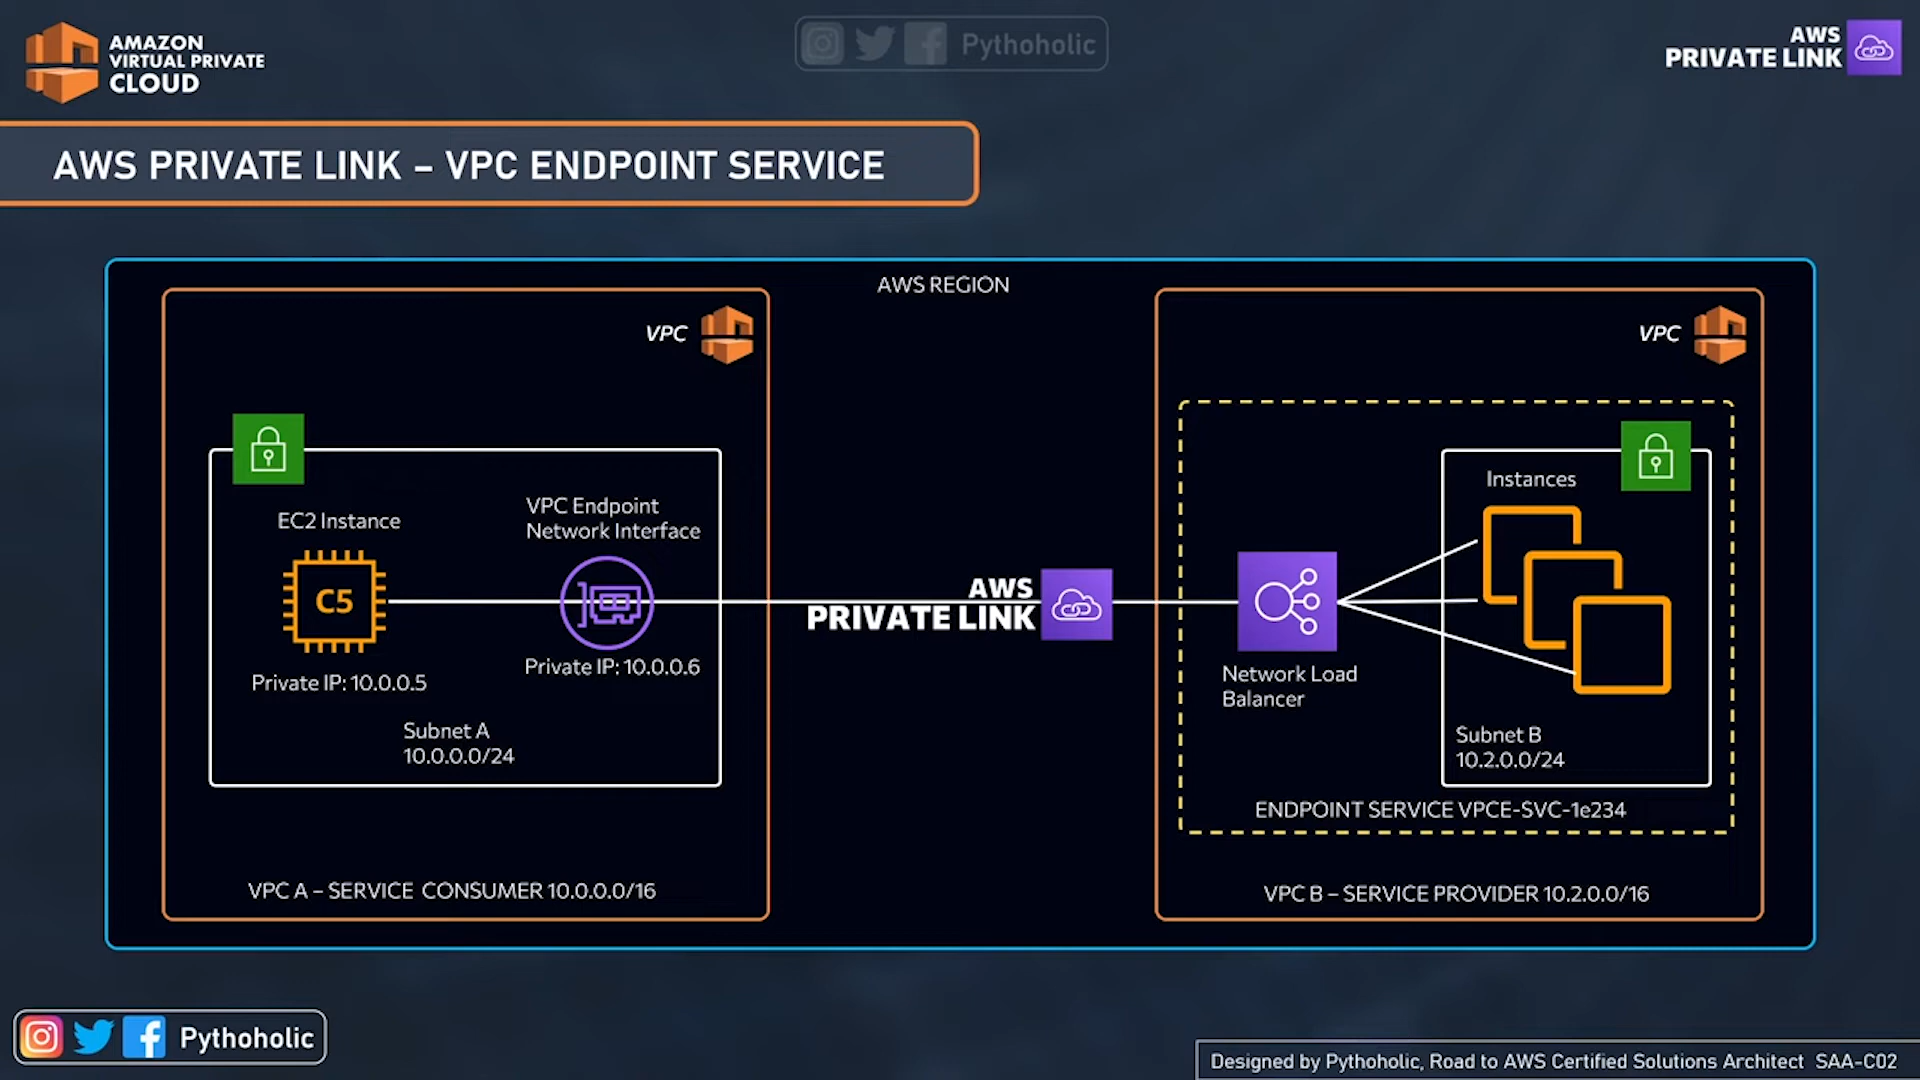 AMAZON
VIRTUAL PRIVATE
CLOUD
Pythoholic
AWS
PRIVATE LINK
AWS PRIVATE LINK – VPC ENDPOINT SERVICE
AWS REGION
VPC
EC2 Instance
C5
Private IP: 10.0.0.5
VPC Endpoint
Network Interface
Private IP: 10.0.0.6
Subnet A
10.0.0.0/24
VPC A – SERVICE CONSUMER 10.0.0.0/16
AWS
PRIVATE LINK
VPC
Network Load
Balancer
Instances
Subnet B
10.2.0.0/24
ENDPOINT SERVICE VPCE-SVC-1e234
VPC B – SERVICE PROVIDER 10.2.0.0/16
Pythoholic
Designed by Pythoholic, Road to AWS Certified Solutions Architect SAA-C02